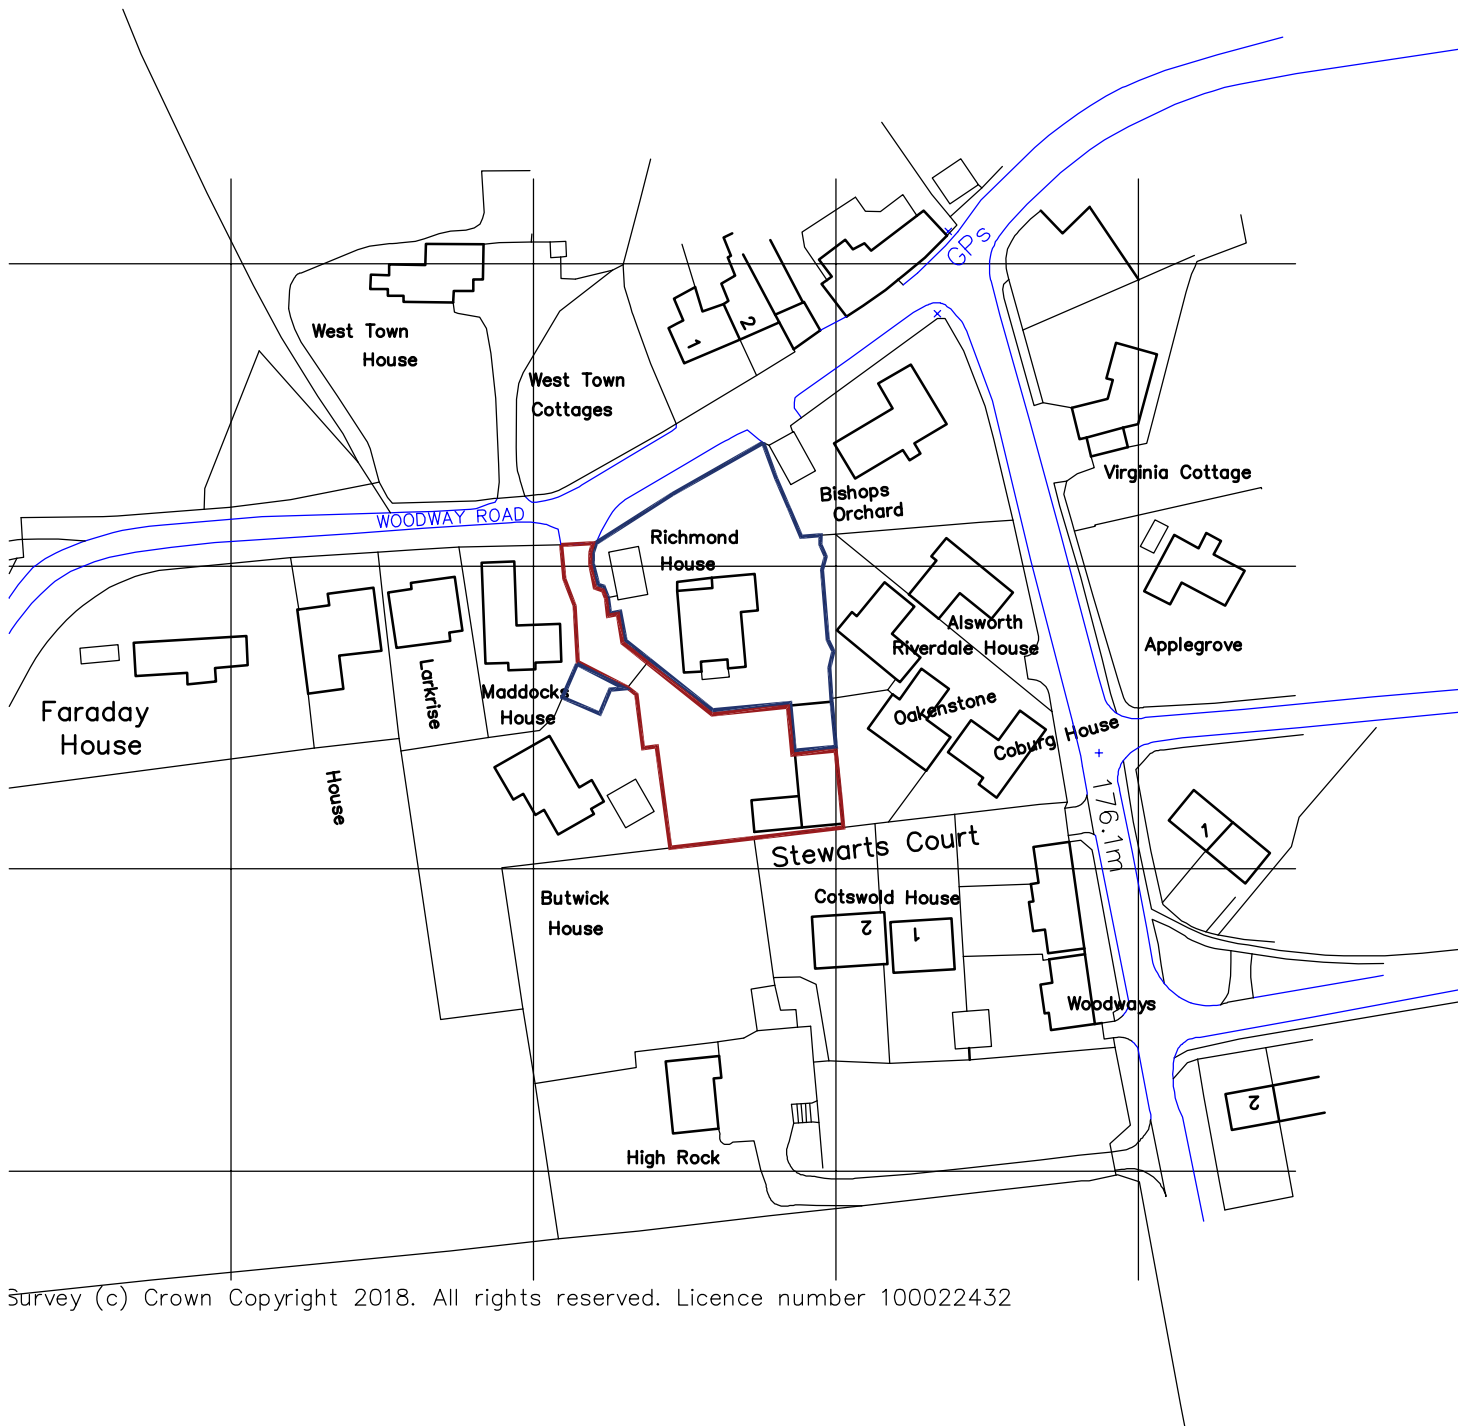 GPs
West Town
House
2
1
West Town
Cottages
Virginia Cottage
Bishops
Orchard
WOODWAY ROAD
Richmond
House
Alsworth
Riverdale House
Applegrove
Larkrise
Maddocks
House
Oakenstone
Coburg House
Faraday
House
House
176.1m
1
Stewarts Court
Butwick
House
Cotswold House
2
1
Woodways
2
High Rock
Survey (c) Crown Copyright 2018. All rights reserved. Licence number 100022432